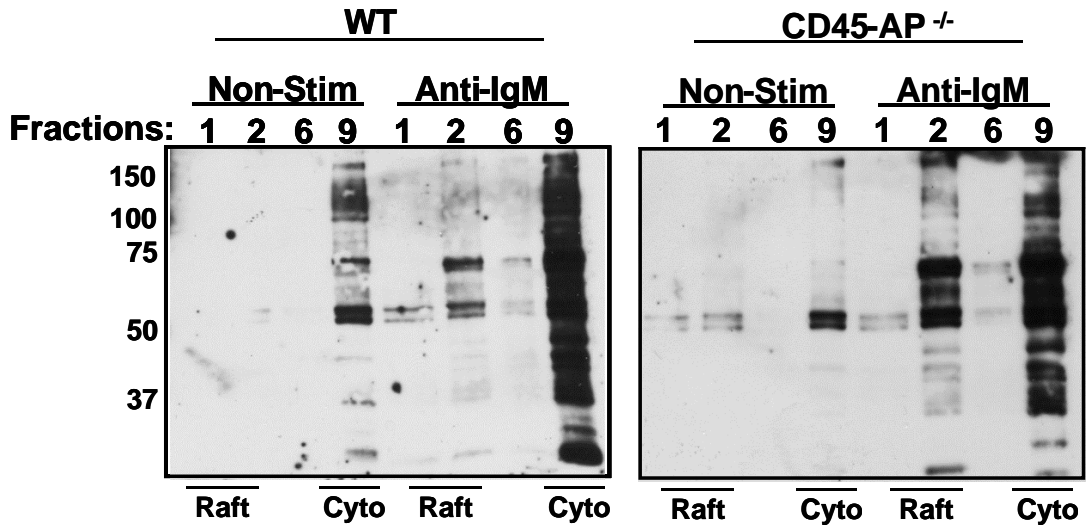 WT CD45-AP -/-
Non-Stim Anti-IgM Non-Stim Anti-IgM
Fractions: 1 2 6 9 1 2 6 9 1 2 6 9 1 2 6 9
150
100
75
50
37
Raft Cyto Raft Cyto Raft Cyto Raft Cyto